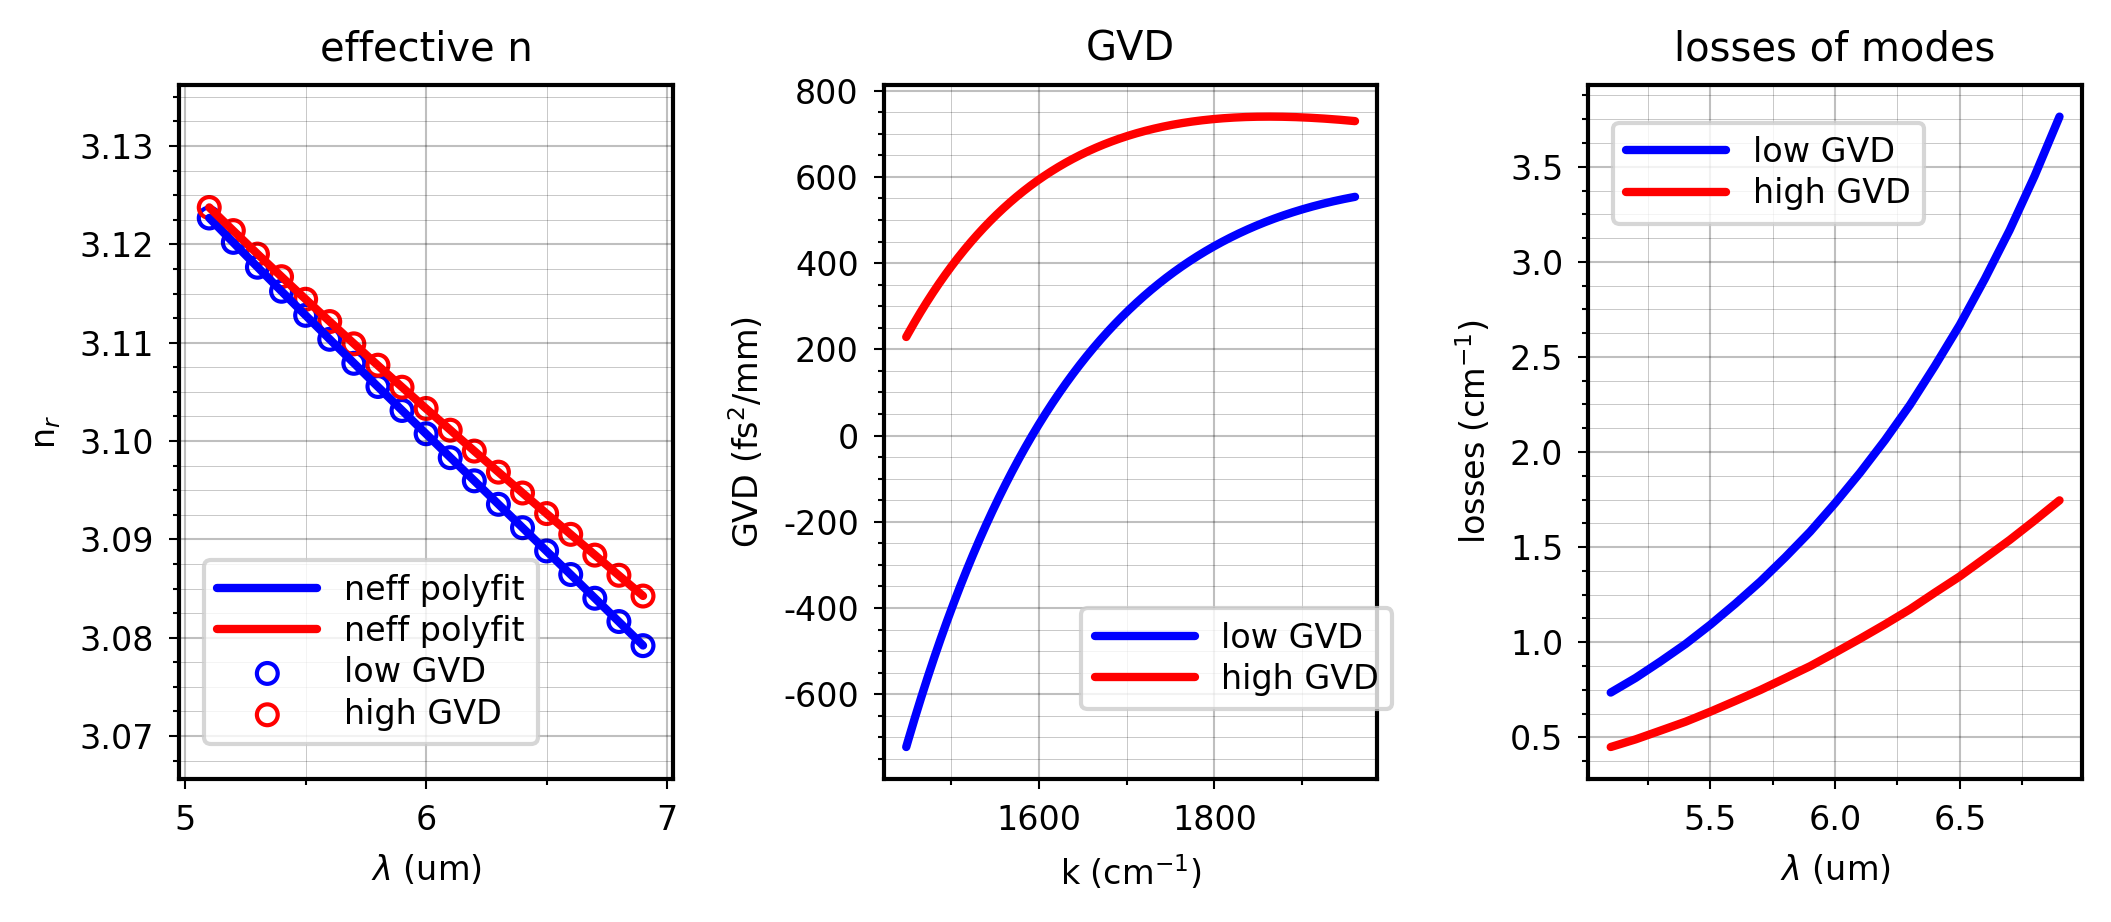 effective n
3.13
3.12
3.11
3.10
3.09
3.08
3.07
n_r
neff polyfit
neff polyfit
low GVD
high GVD
5 6 7
λ (um)
GVD
800
600
400
200
0
-200
-400
-600
GVD (fs²/mm)
low GVD
high GVD
1600 1800
k (cm⁻¹)
losses of modes
low GVD
high GVD
3.5
3.0
2.5
2.0
1.5
1.0
0.5
losses (cm⁻¹)
5.5 6.0 6.5
λ (um)